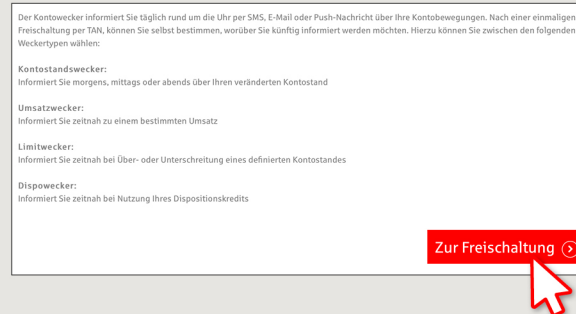 Der Kontowecker informiert Sie täglich rund um die Uhr per SMS, E-Mail oder Push-Nachricht über Ihre Kontobewegungen. Nach einer einmaligen
Freischaltung per TAN, können Sie selbst bestimmen, worüber Sie künftig informiert werden möchten. Hierzu können Sie zwischen den folgenden
Weckertypen wählen:
Kontostandswecker:
Informiert Sie morgens, mittags oder abends über Ihren veränderten Kontostand
Umsatzwecker:
Informiert Sie zeitnah zu einem bestimmten Umsatz
Limitwecker:
Informiert Sie zeitnah bei Über- oder Unterschreitung eines definierten Kontostandes
Dispowecker:
Informiert Sie zeitnah bei Nutzung Ihres Dispositionskredits
Zur Freischaltung